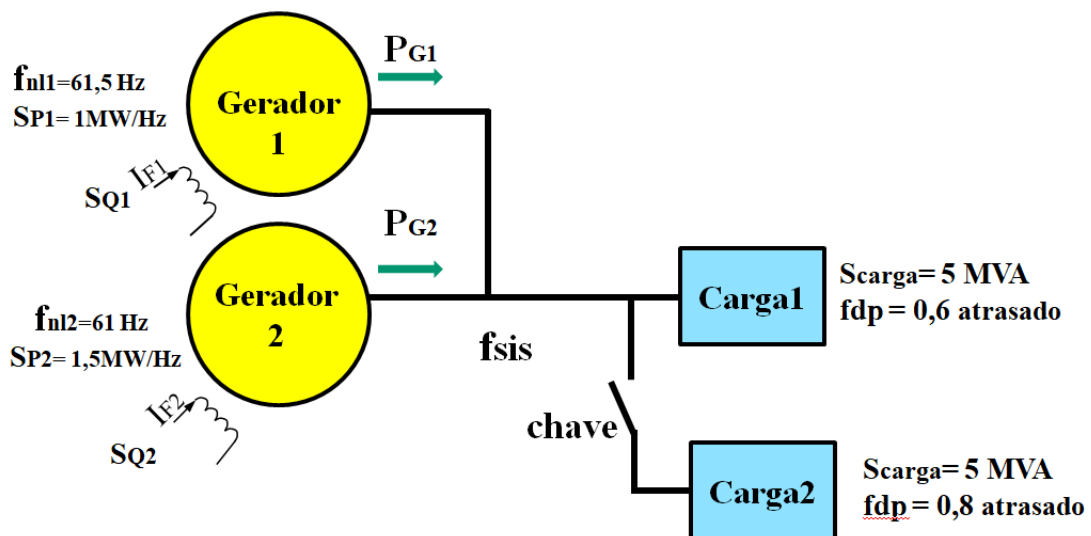 fnl1=61,5 Hz
SP1= 1MW/Hz
Gerador
1
PG1
IF1
SQ1
PG2
fnl2=61 Hz
SP2= 1,5MW/Hz
Gerador
2
IF2
SQ2
fsis
Carga1
Scarga= 5 MVA
fdp = 0,6 atrasado
chave
Carga2
Scarga= 5 MVA
fdp = 0,8 atrasado